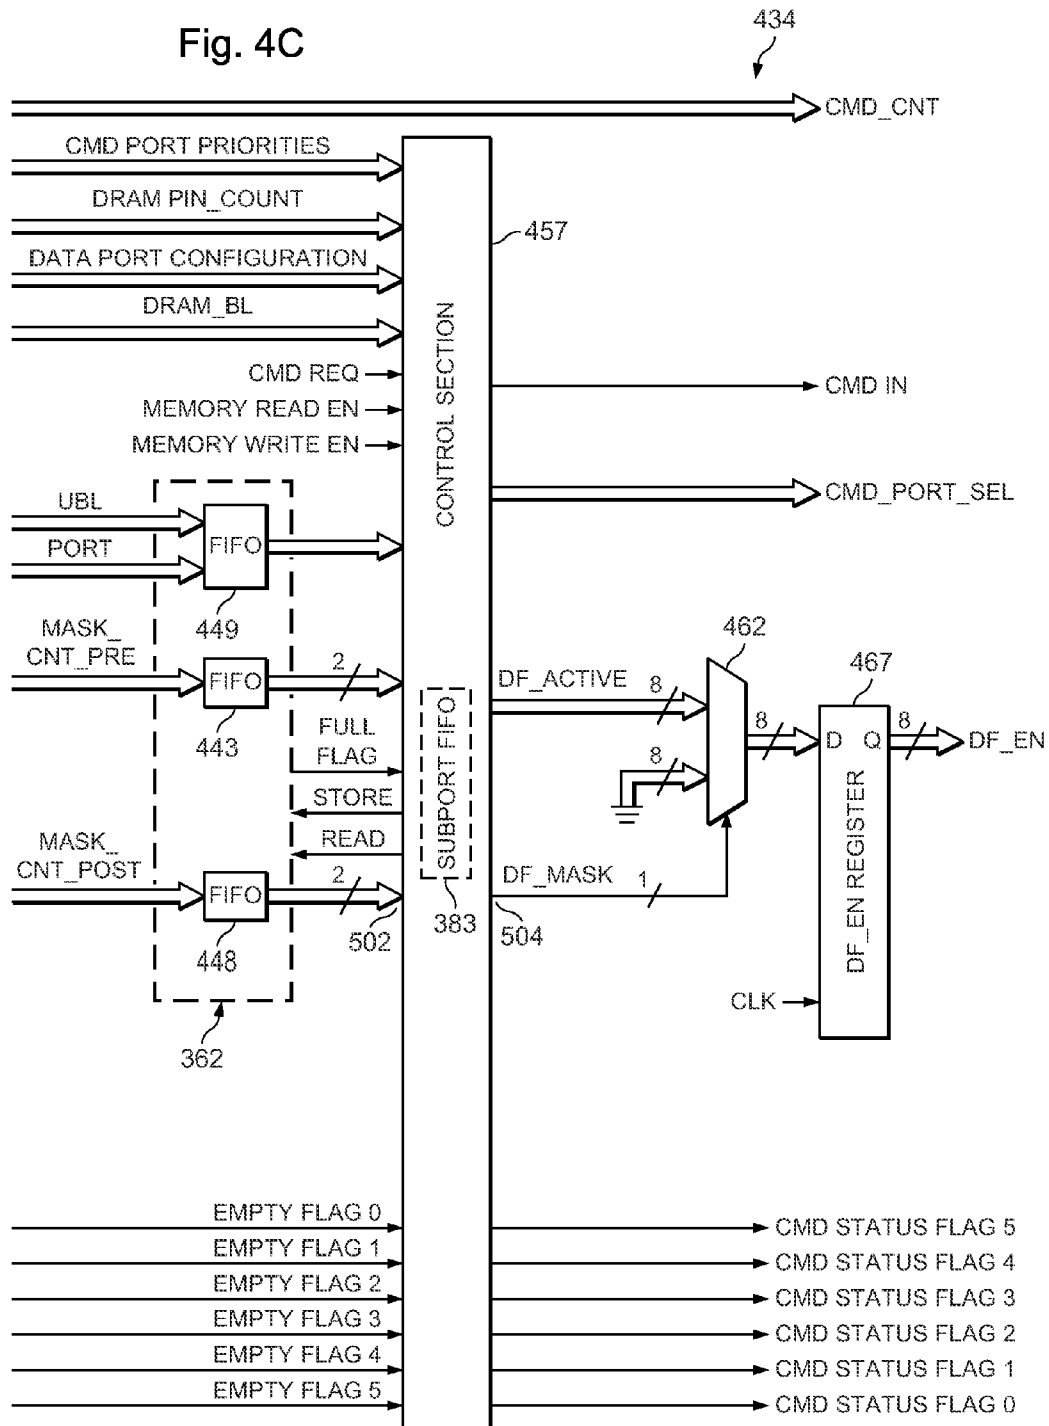 Fig. 4C
434
CMD_CNT
CMD PORT PRIORITIES
DRAM PIN_COUNT
457
DATA PORT CONFIGURATION
DRAM_BL
CMD REQ
CMD IN
MEMORY READ EN
MEMORY WRITE EN
CONTROL SECTION
UBL
CMD_PORT_SEL
PORT
FIFO
449
MASK_
CNT_PRE
FIFO
443
2
462
DF_ACTIVE
8
8
467
8
D Q
8
DF_EN
DF_EN REGISTER
FULL
FLAG
STORE
READ
SUBPORT FIFO
383
MASK_
CNT_POST
FIFO
448
2
502
DF_MASK
1
504
CLK
362
EMPTY FLAG 0
CMD STATUS FLAG 5
EMPTY FLAG 1
CMD STATUS FLAG 4
EMPTY FLAG 2
CMD STATUS FLAG 3
EMPTY FLAG 3
CMD STATUS FLAG 2
EMPTY FLAG 4
CMD STATUS FLAG 1
EMPTY FLAG 5
CMD STATUS FLAG 0